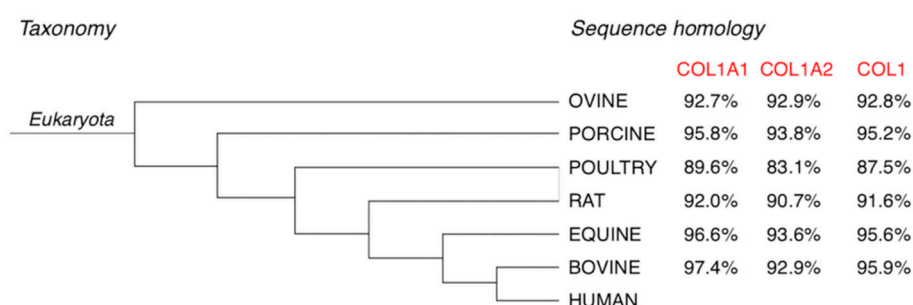 Taxonomy Sequence homology
COL1A1 COL1A2 COL1
Eukaryota
OVINE 92.7% 92.9% 92.8%
PORCINE 95.8% 93.8% 95.2%
POULTRY 89.6% 83.1% 87.5%
RAT 92.0% 90.7% 91.6%
EQUINE 96.6% 93.6% 95.6%
BOVINE 97.4% 92.9% 95.9%
HUMAN